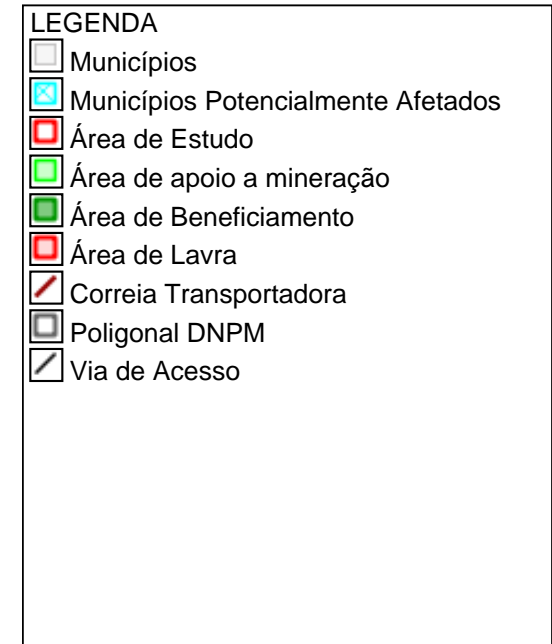 LEGENDA
Municípios
Municípios Potencialmente Afetados
Área de Estudo
Área de apoio a mineração
Área de Beneficiamento
Área de Lavra
Correia Transportadora
Poligonal DNPM
Via de Acesso